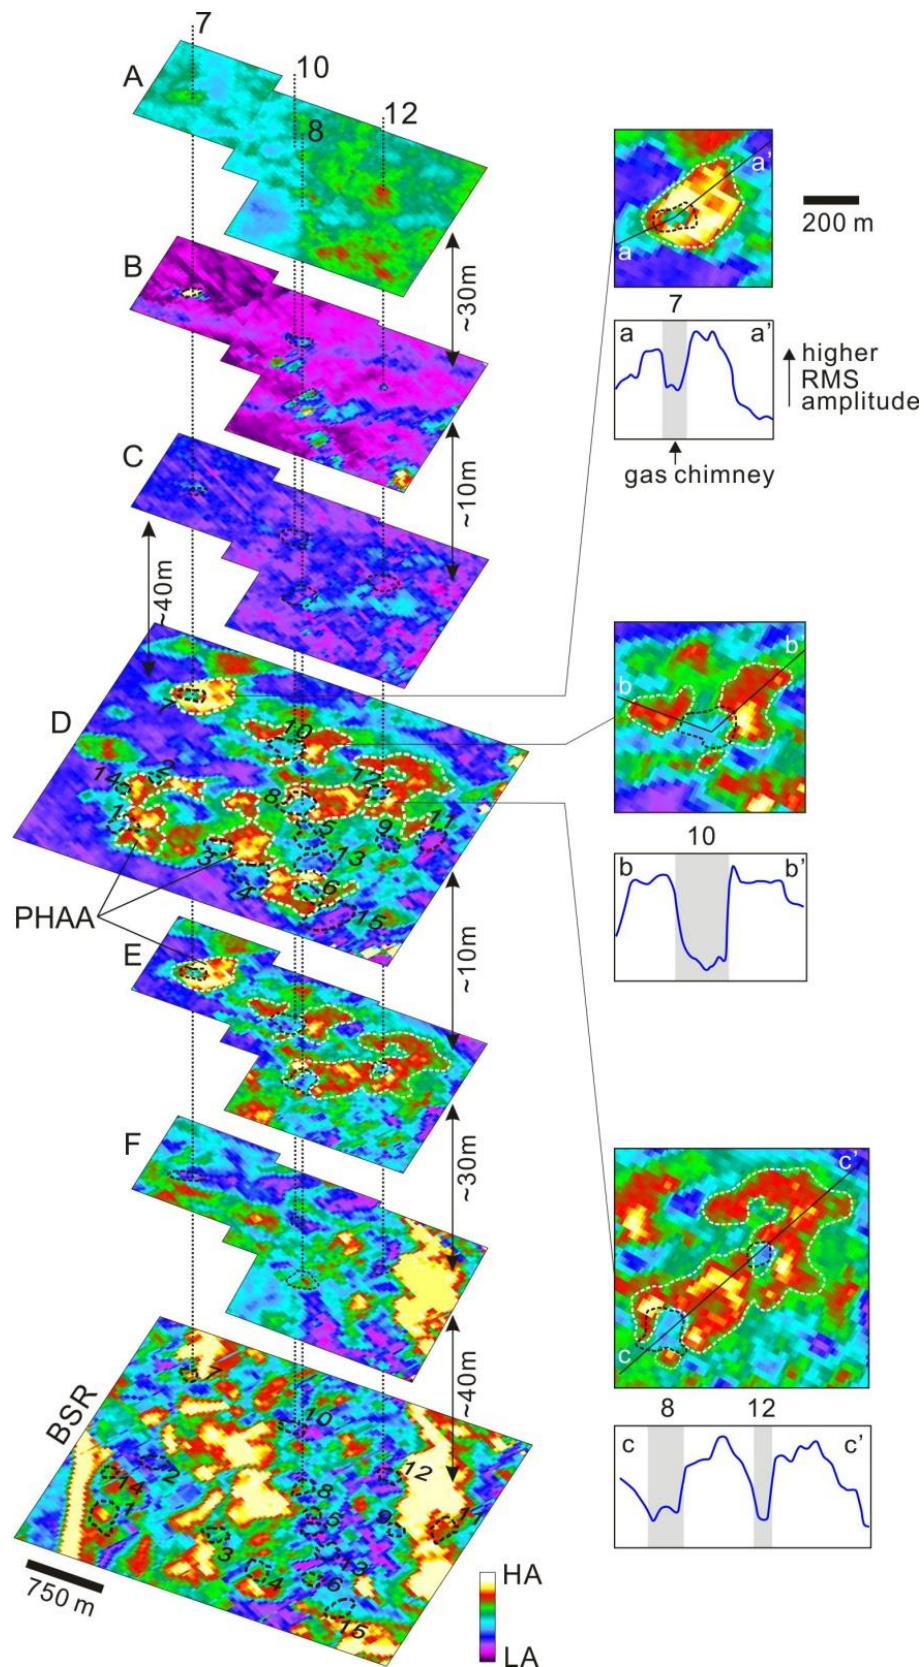 7
10
8
12
A
B
C
D
E
F
BSR
~30m
~10m
~40m
~10m
~30m
~40m
PHAA
7
10
14
2
1
8
12
5
9
11
3
13
4
6
15
7
10
14
2
1
8
12
5
9
11
3
13
4
6
15
750 m
HA
LA
a
a'
200 m
7
a
a'
higher
RMS
amplitude
gas chimney
b
b'
10
b
b'
c
c'
8
12
c
c'